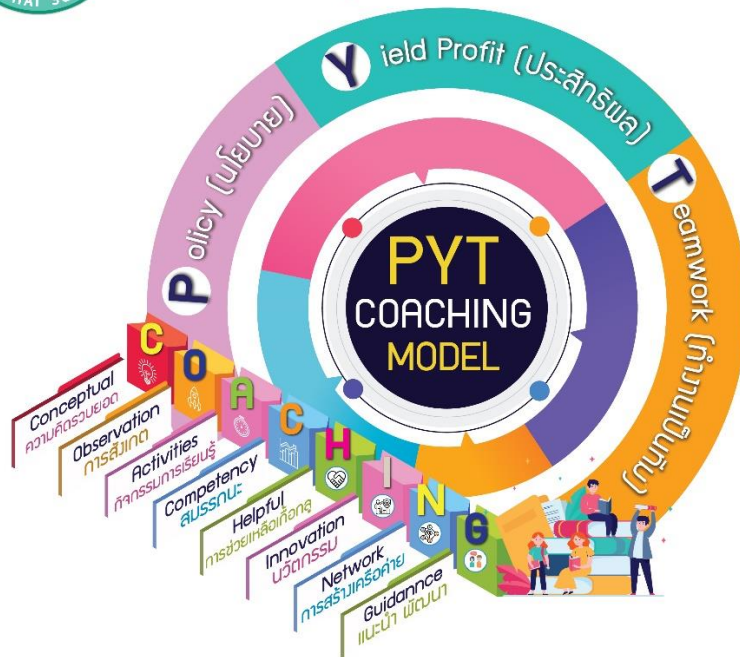 HAI SC
Policy (นโยบาย)
Yield Profit (ประสิทธิผล)
Teamwork (ทำงานเป็นทีม)
PYT
COACHING
MODEL
COACHING
Conceptual
ความคิดรวบยอด
Observation
การสังเกต
Activities
กิจกรรมการเรียนรู้
Competency
สมรรถนะ
Helpful
การช่วยเหลือเกื้อกูล
Innovation
นวัตกรรม
Network
การสร้างเครือค่าย
Guidannce
แนะนำ พัฒนา